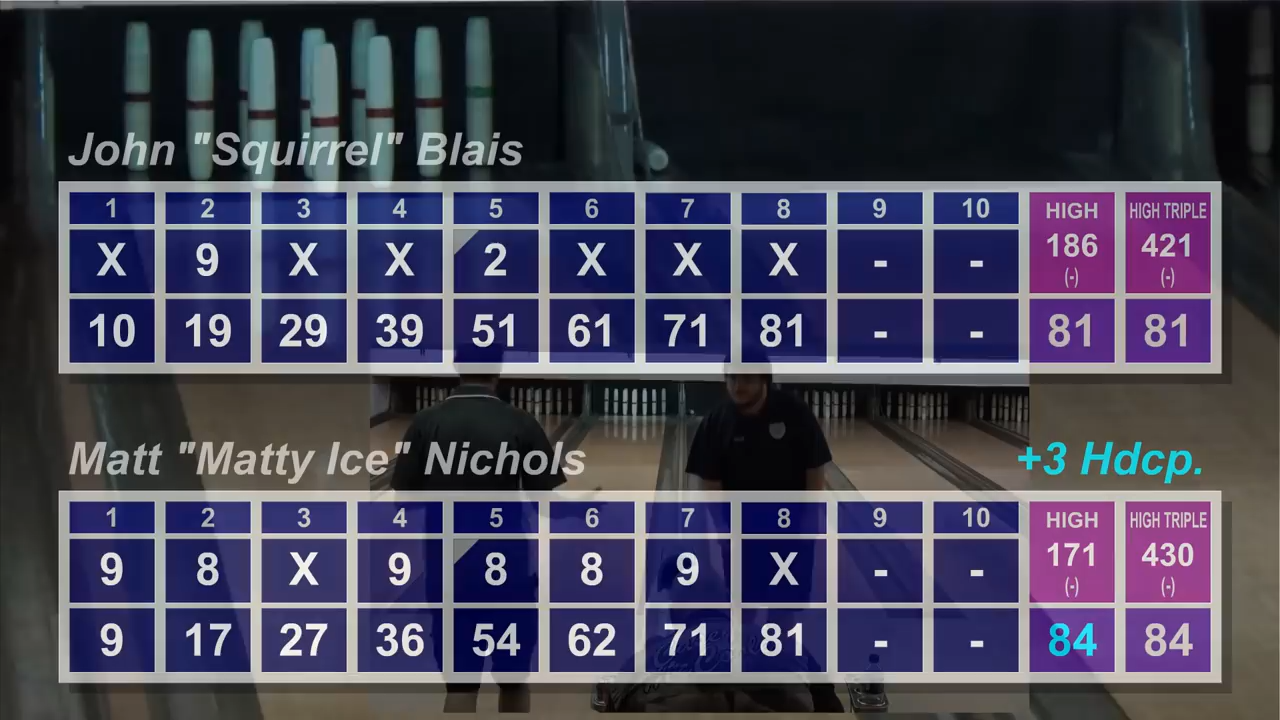 John "Squirrel" Blais
1 2 3 4 5 6 7 8 9 10 HIGH HIGH TRIPLE
X 9 X X 2 X X X - - 186 421
(-) (-)
10 19 29 39 51 61 71 81 - - 81 81
Matt "Matty Ice" Nichols +3 Hdcp.
1 2 3 4 5 6 7 8 9 10 HIGH HIGH TRIPLE
9 8 X 9 8 8 9 X - - 171 430
(-) (-)
9 17 27 36 54 62 71 81 - - 84 84